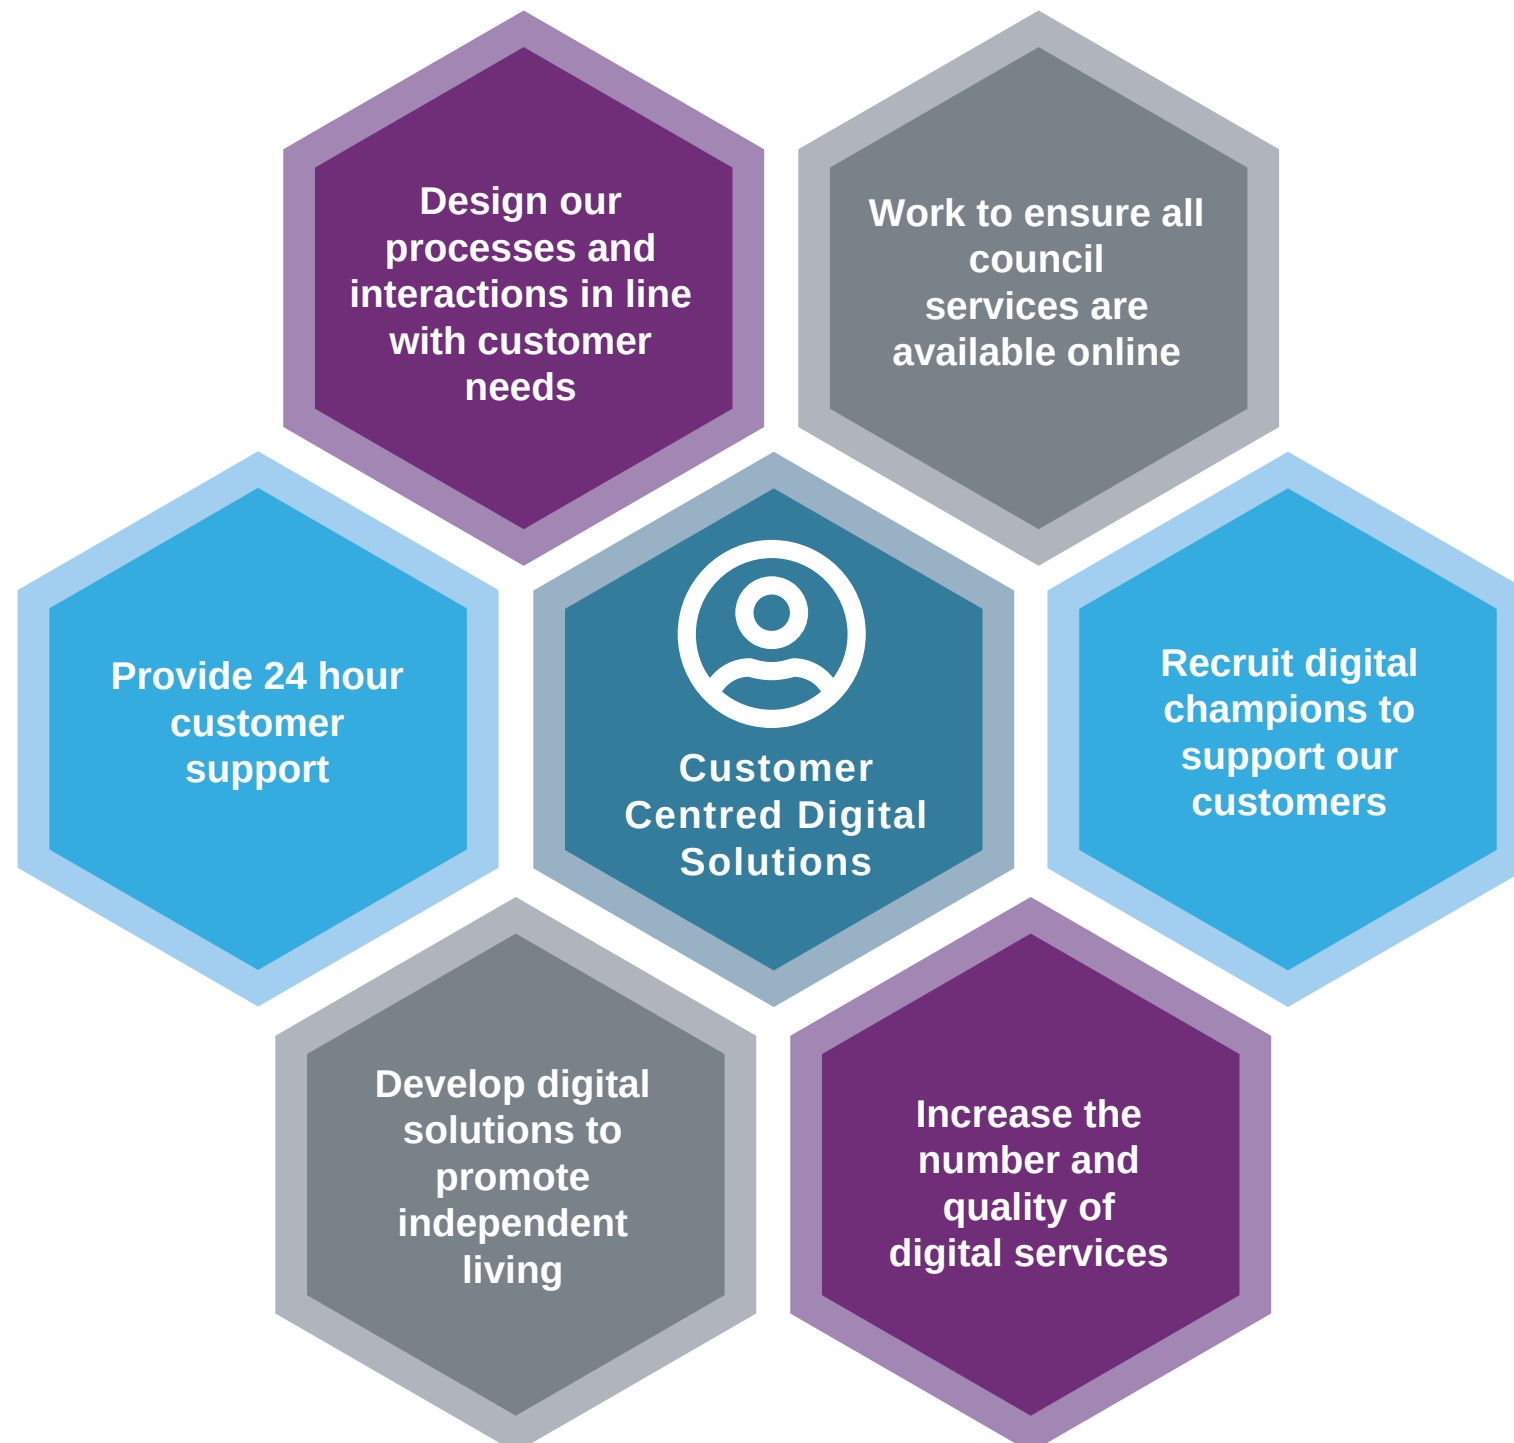 Design our
processes and
interactions in line
with customer
needs
Work to ensure all
council
services are
available online
Provide 24 hour
customer
support
Customer
Centred Digital
Solutions
Recruit digital
champions to
support our
customers
Develop digital
solutions to
promote
independent
living
Increase the
number and
quality of
digital services